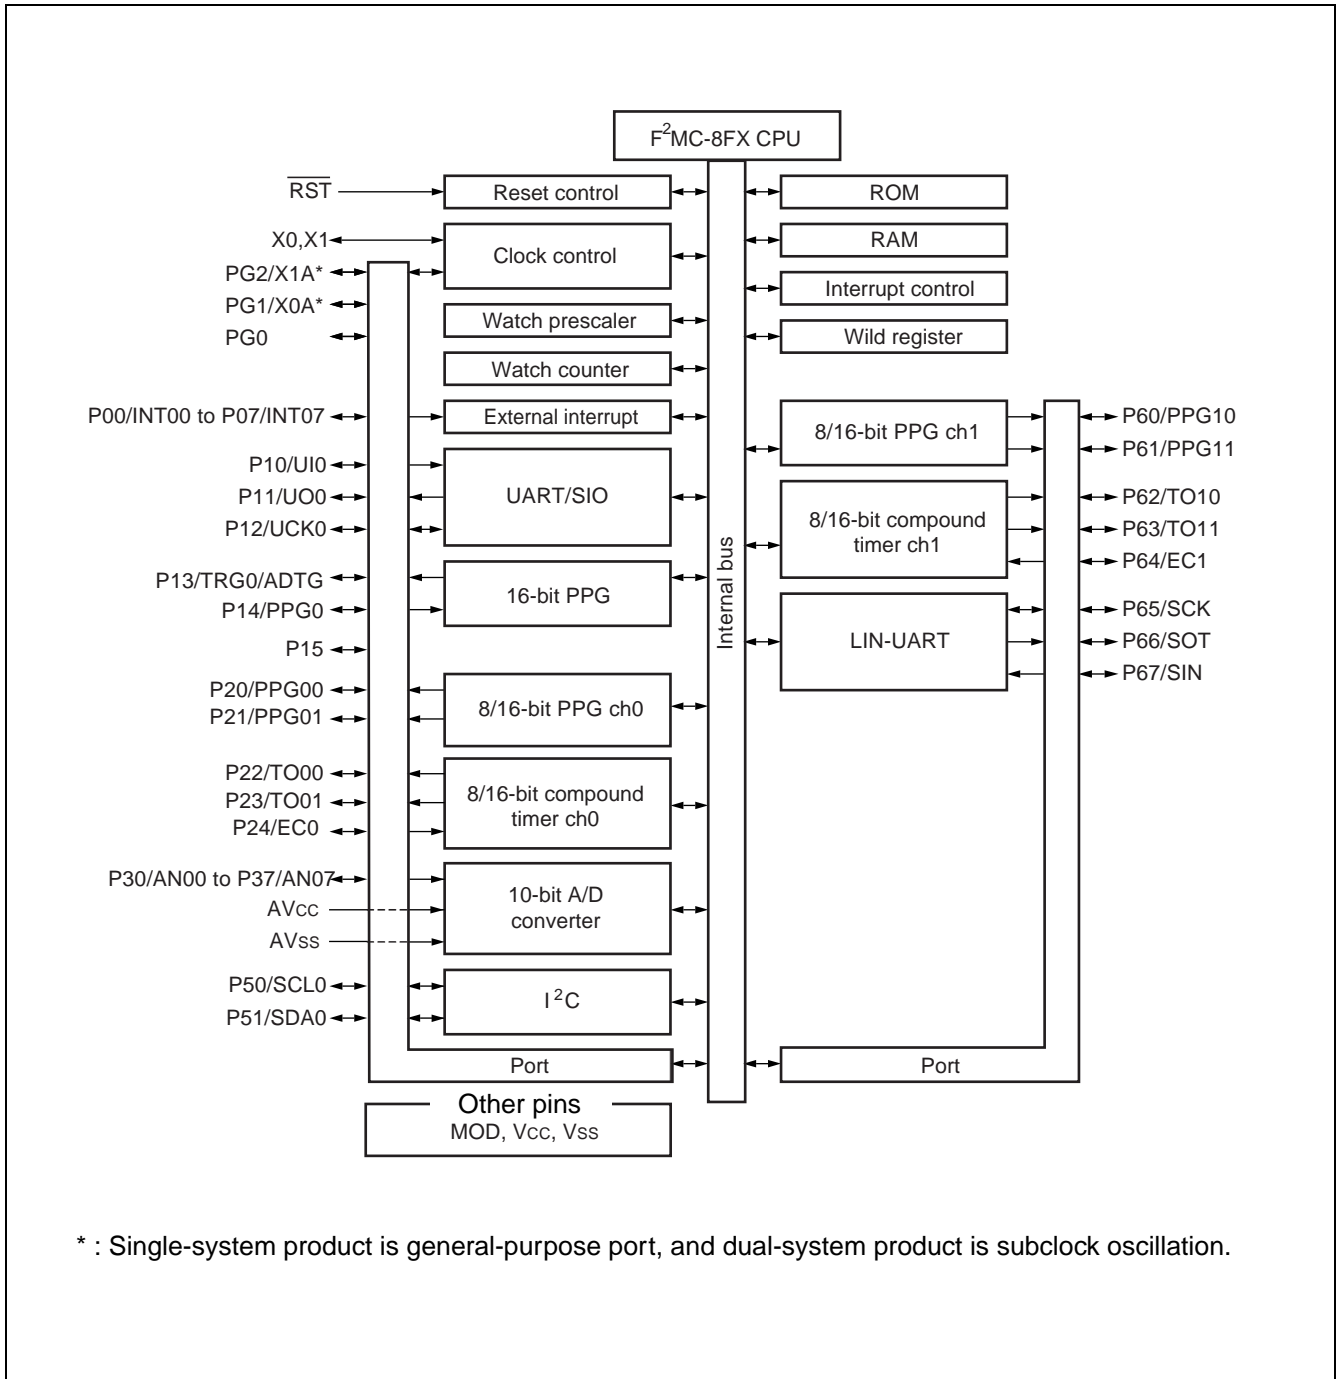 F2MC-8FX CPU
RST
Reset control
ROM
X0,X1
Clock control
RAM
PG2/X1A*
PG1/X0A*
Interrupt control
PG0
Watch prescaler
Wild register
Watch counter
P00/INT00 to P07/INT07
External interrupt
8/16-bit PPG ch1
P60/PPG10
P61/PPG11
P10/UI0
P11/UO0
P12/UCK0
UART/SIO
8/16-bit compound
timer ch1
P62/TO10
P63/TO11
P64/EC1
Internal bus
P13/TRG0/ADTG
P14/PPG0
16-bit PPG
P15
LIN-UART
P65/SCK
P66/SOT
P67/SIN
P20/PPG00
P21/PPG01
8/16-bit PPG ch0
P22/TO00
P23/TO01
P24/EC0
8/16-bit compound
timer ch0
P30/AN00 to P37/AN07
AVCC
AVSS
10-bit A/D
converter
P50/SCL0
P51/SDA0
I2C
Port
Port
Other pins
MOD, VCC, VSS
* : Single-system product is general-purpose port, and dual-system product is subclock oscillation.